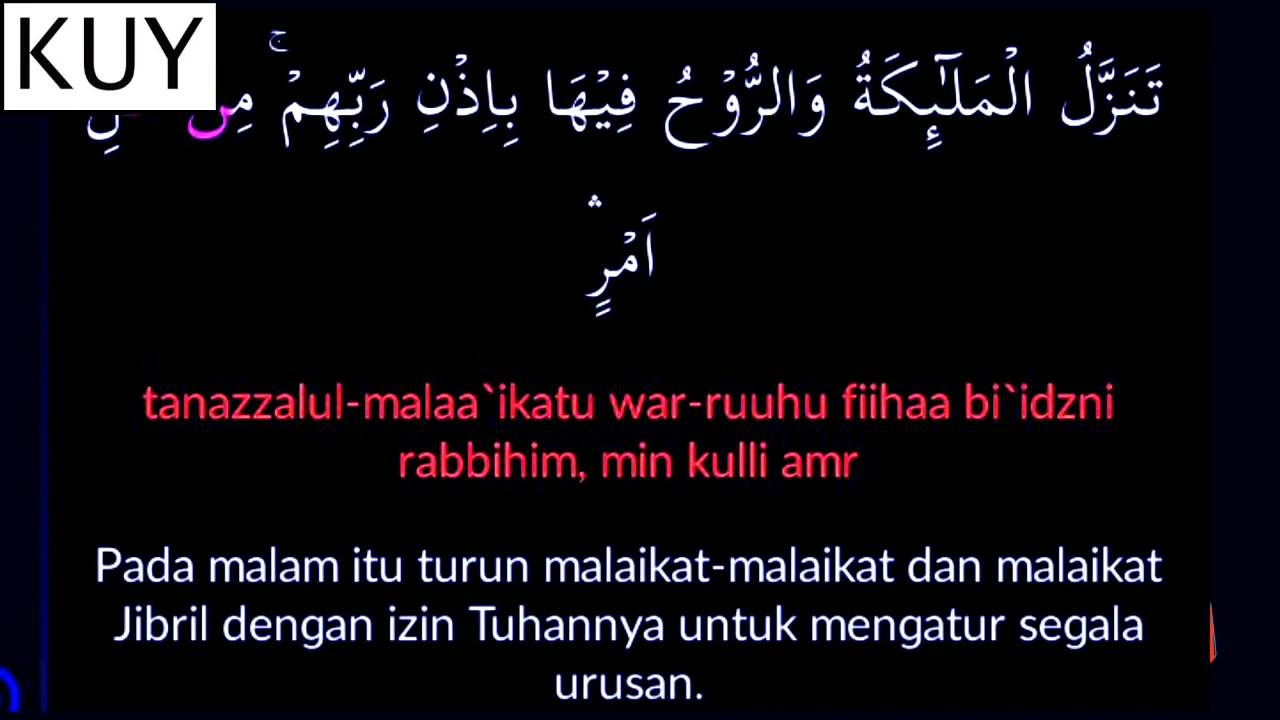 KUY
تَنَزَّلُ الْمَلٰۤىِٕكَةُ وَالرُّوْحُ فِيْهَا بِاِذْنِ رَبِّهِمْۚ مِنْ
اَمْرٍۛ
tanazzalul-malaa`ikatu war-ruuhu fiihaa bi`idzni
rabbihim, min kulli amr
Pada malam itu turun malaikat-malaikat dan malaikat
Jibril dengan izin Tuhannya untuk mengatur segala
urusan.